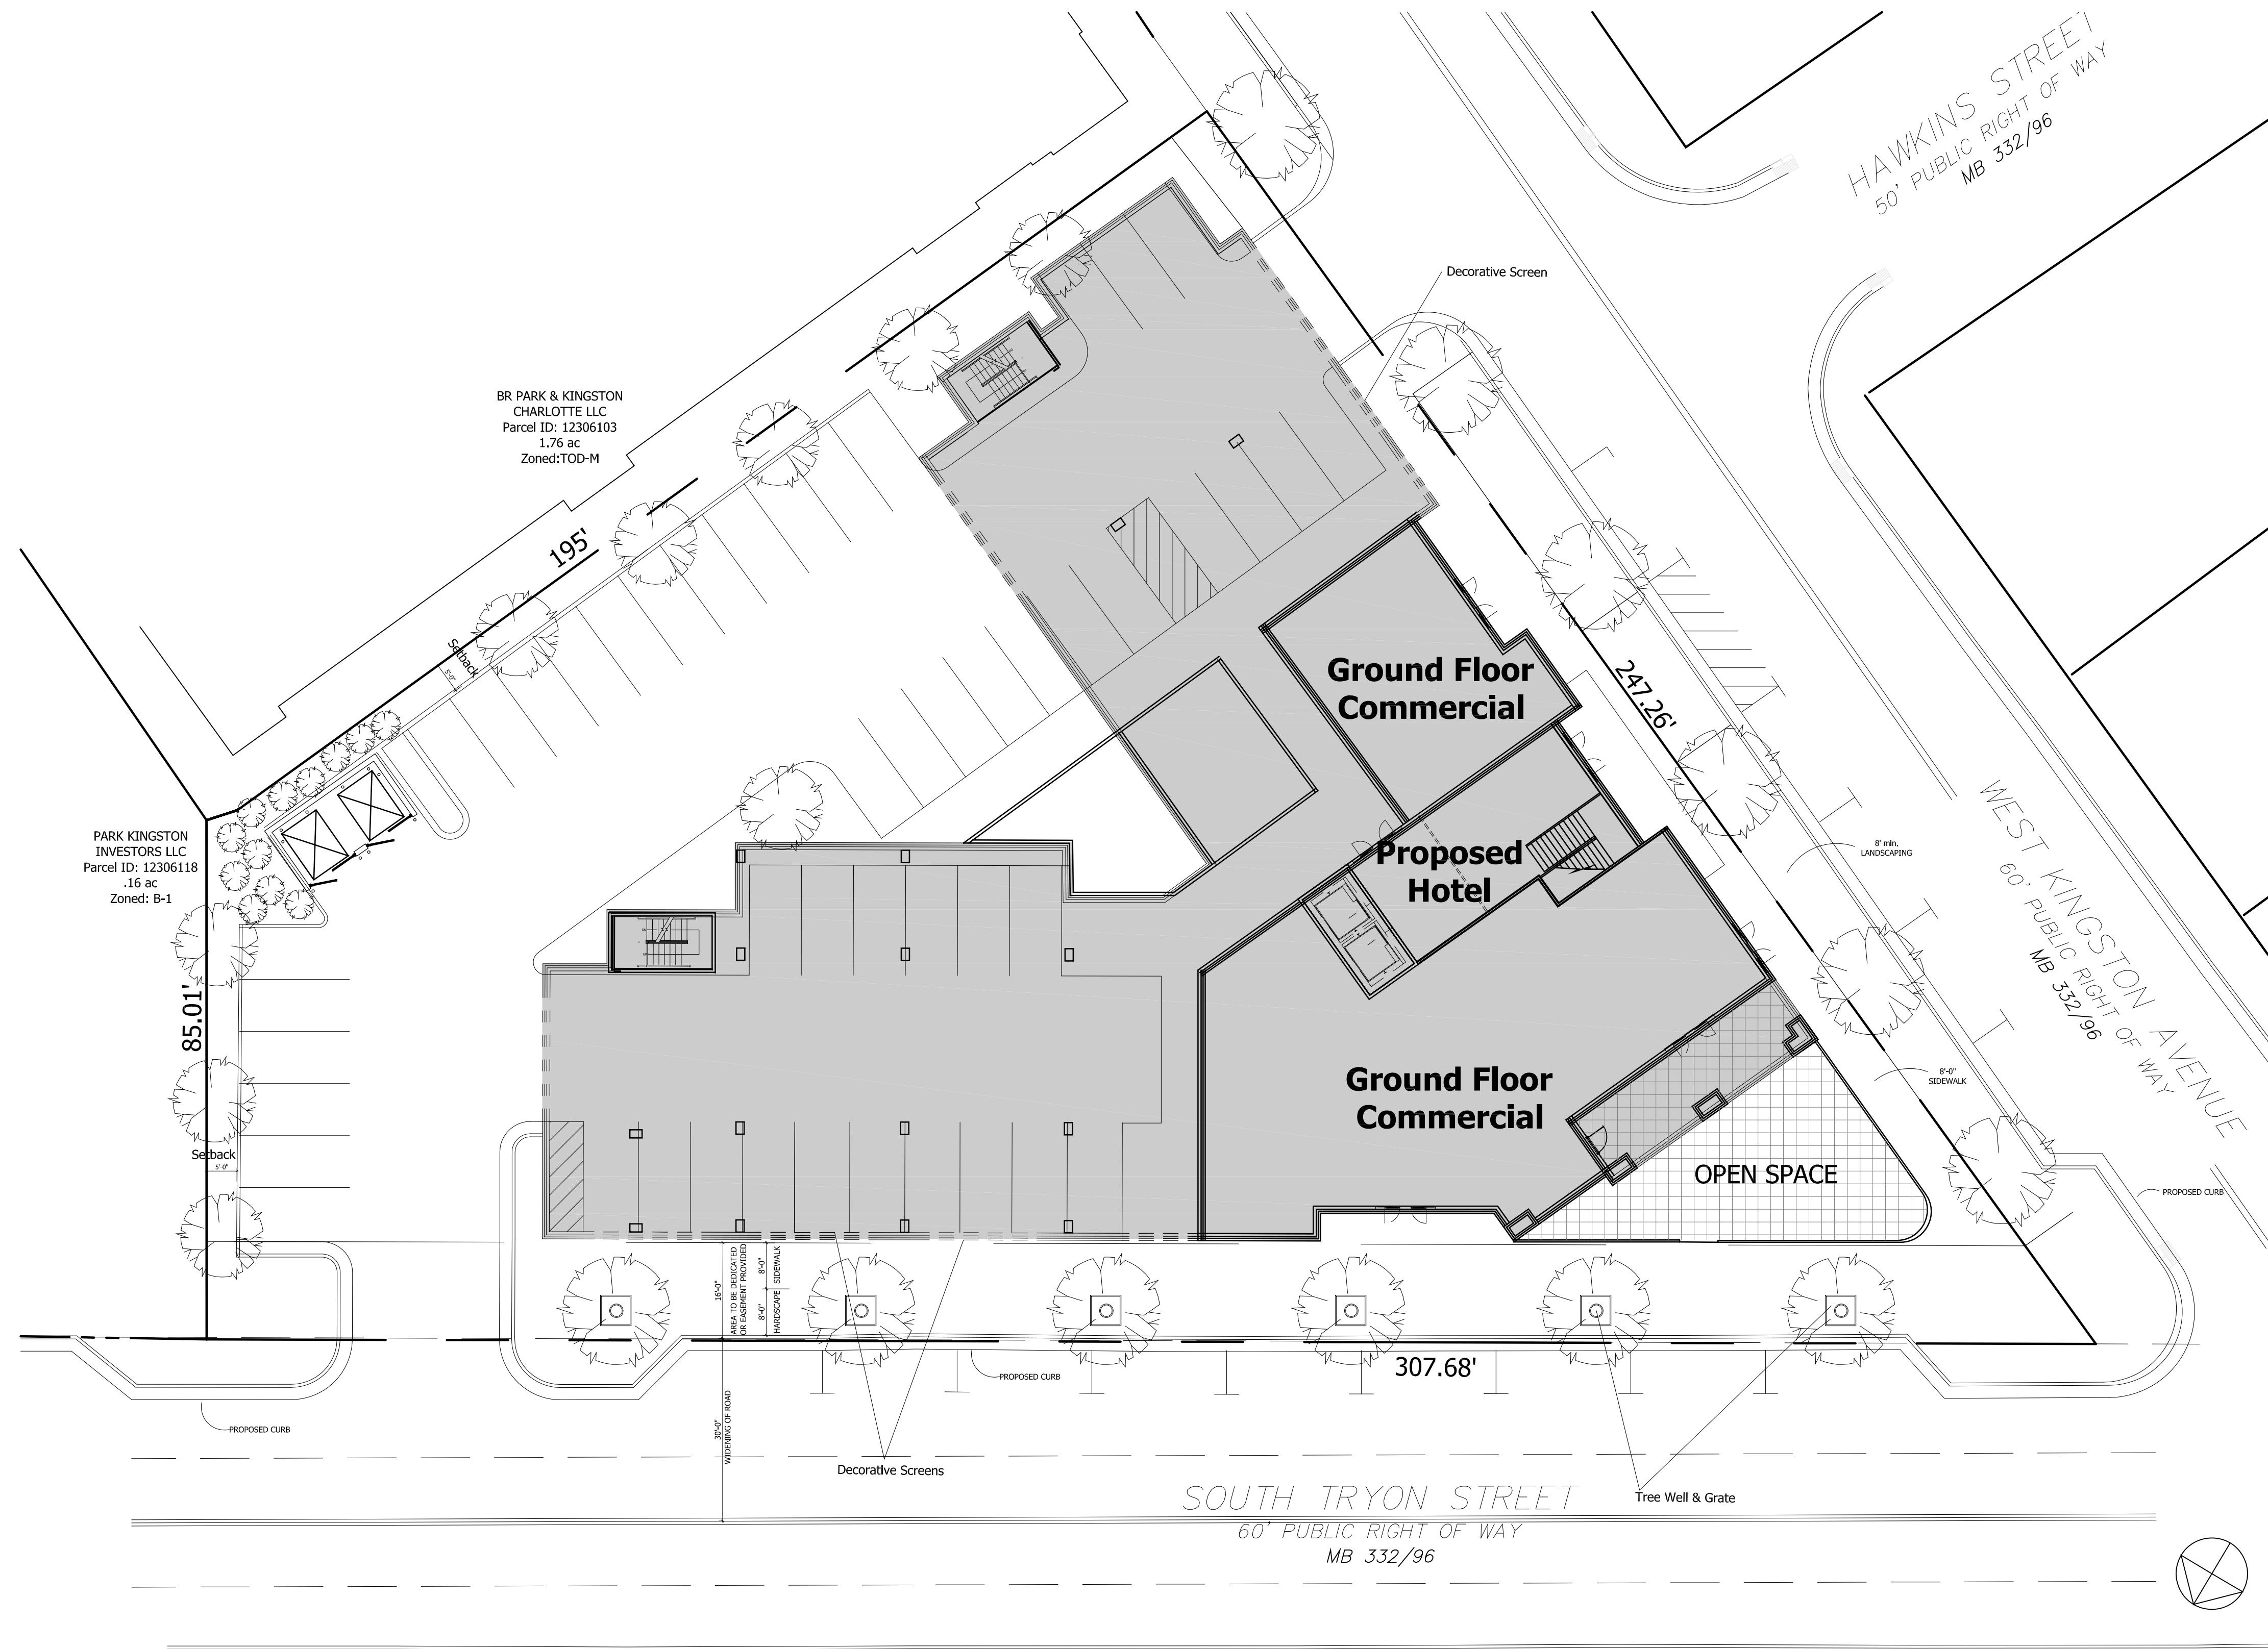 HAWKINS STREET
50' PUBLIC RIGHT OF WAY
MB 332/96
Decorative Screen
BR PARK & KINGSTON
CHARLOTTE LLC
Parcel ID: 12306103
1.76 ac
Zoned:TOD-M
195'
Setback
5'-0"
Ground Floor
Commercial
247.26'
PARK KINGSTON
INVESTORS LLC
Parcel ID: 12306118
.16 ac
Zoned: B-1
Proposed
Hotel
8' min.
LANDSCAPING
WEST KINGSTON AVENUE
60' PUBLIC RIGHT OF WAY
MB 332/96
85.01'
Ground Floor
Commercial
8'-0"
SIDEWALK
Setback
5'-0"
OPEN SPACE
PROPOSED CURB
16'-0"
AREA TO BE DEDICATED
OR EASEMENT PROVIDED
8'-0"
SIDEWALK
8'-0"
HARDSCAPE
307.68'
PROPOSED CURB
30'-0"
WIDENING OF ROAD
PROPOSED CURB
Decorative Screens
SOUTH TRYON STREET
60' PUBLIC RIGHT OF WAY
MB 332/96
Tree Well & Grate